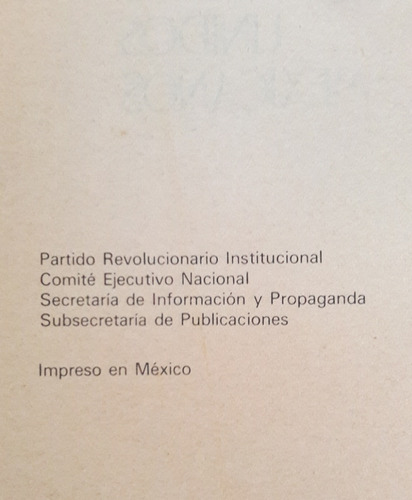 Partido Revolucionario Institucional
Comité Ejecutivo Nacional
Secretaría de Información y Propaganda
Subsecretaría de Publicaciones
Impreso en México